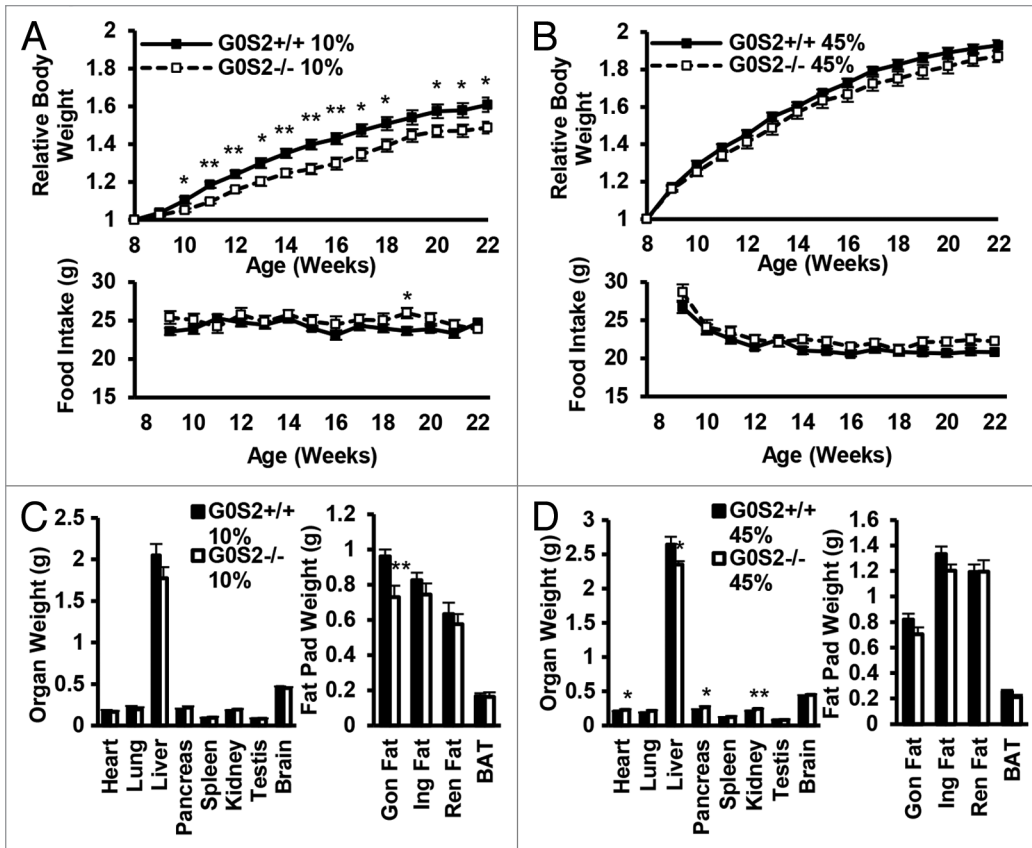 A
G0S2+/+ 10%
G0S2-/- 10%
Relative Body
Weight
2
1.8
1.6
1.4
1.2
1
* ** ** * ** ** ** * * * * *
8 10 12 14 16 18 20 22
Age (Weeks)
Food Intake (g)
30
25
20
15
*
8 10 12 14 16 18 20 22
Age (Weeks)
B
G0S2+/+ 45%
G0S2-/- 45%
Relative Body
Weight
2
1.8
1.6
1.4
1.2
1
8 10 12 14 16 18 20 22
Age (Weeks)
Food Intake (g)
30
25
20
15
8 10 12 14 16 18 20 22
Age (Weeks)
C
G0S2+/+
10%
G0S2-/-
10%
Organ Weight (g)
2.5
2
1.5
1
0.5
0
Heart
Lung
Liver
Pancreas
Spleen
Kidney
Testis
Brain
Fat Pad Weight (g)
1.2
1
0.8
0.6
0.4
0.2
0
**
Gon Fat
Ing Fat
Ren Fat
BAT
D
G0S2+/+
45%
G0S2-/-
45%
Organ Weight (g)
3
2.5
2
1.5
1
0.5
0
* * * **
Heart
Lung
Liver
Pancreas
Spleen
Kidney
Testis
Brain
Fat Pad Weight (g)
1.6
1.4
1.2
1
0.8
0.6
0.4
0.2
0
Gon Fat
Ing Fat
Ren Fat
BAT